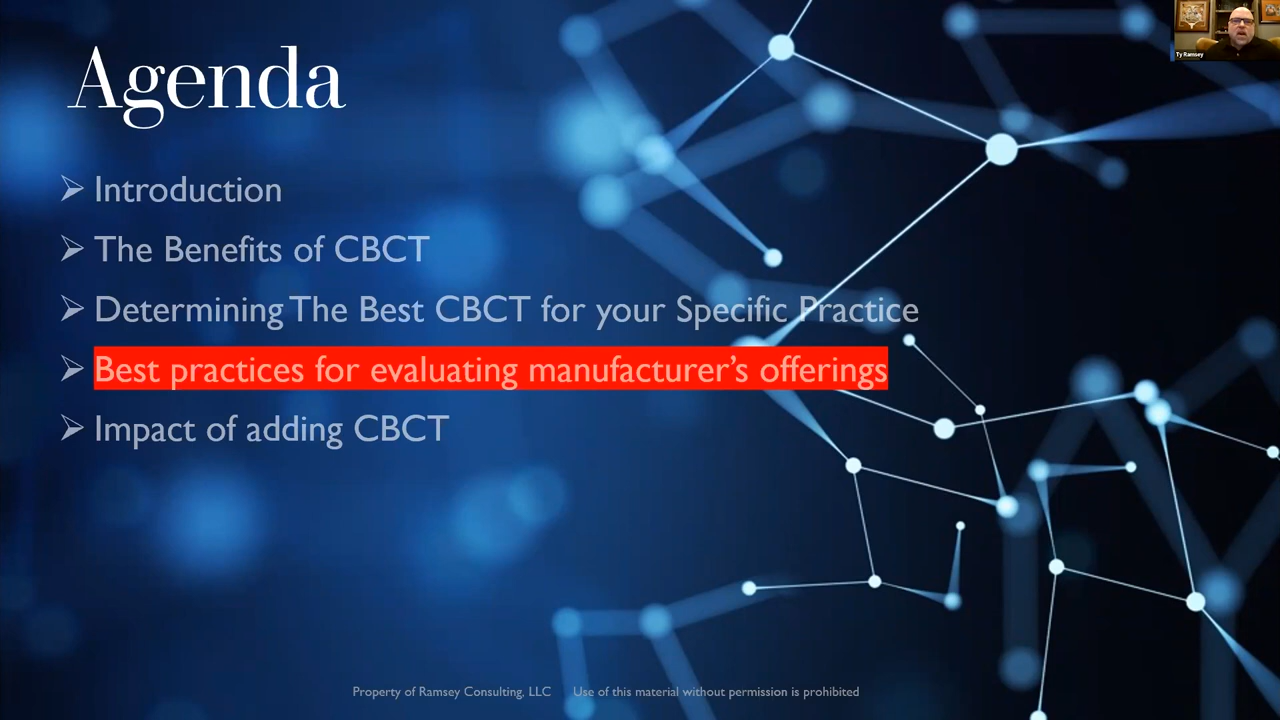 Agenda
Ty Ramsey
➢ Introduction
➢ The Benefits of CBCT
➢ Determining The Best CBCT for your Specific Practice
➢ Best practices for evaluating manufacturer’s offerings
➢ Impact of adding CBCT
Property of Ramsey Consulting, LLC Use of this material without permission is prohibited